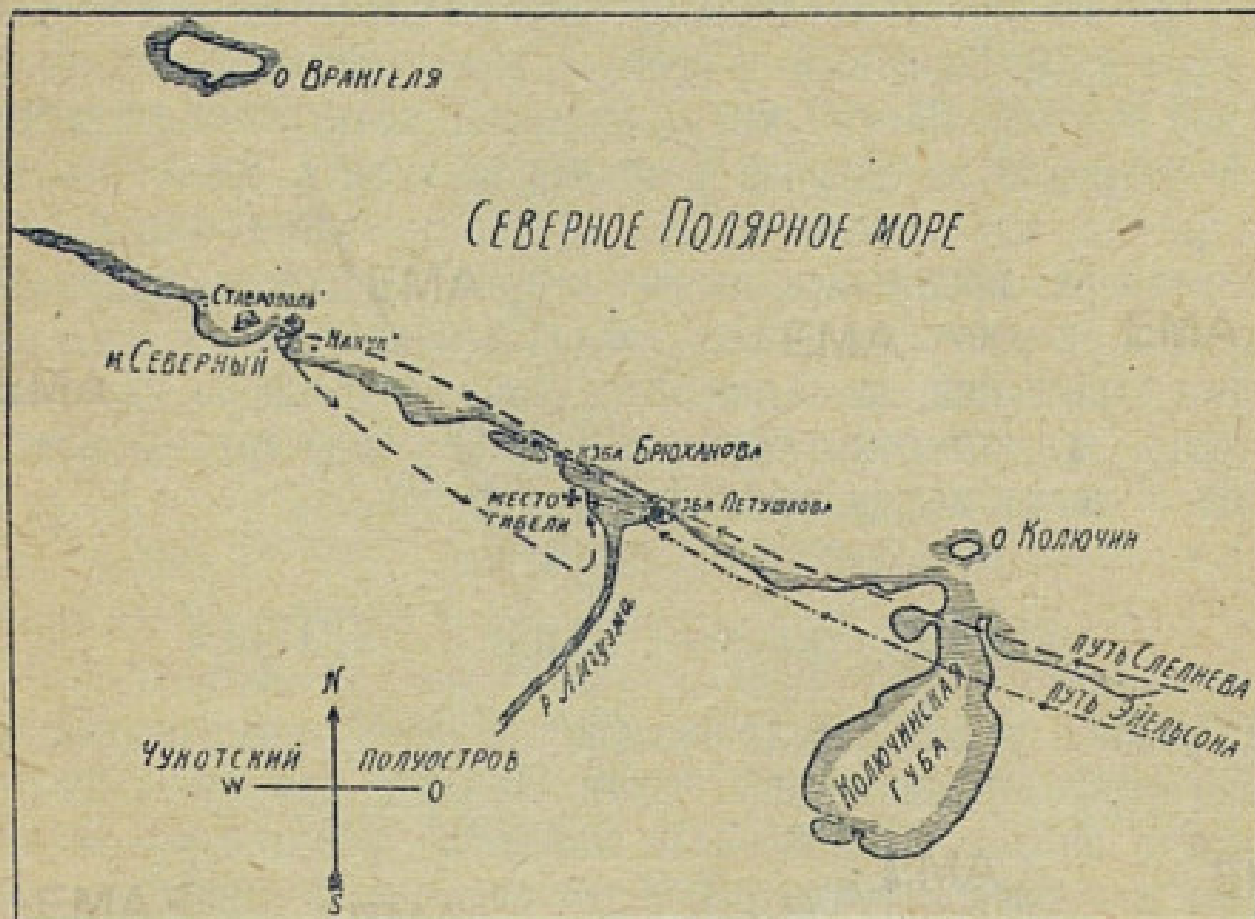 о ВРАНГЕЛЯ
СЕВЕРНОЕ ПОЛЯРНОЕ МОРЕ
„СТАВРОПОЛЬ"
„НАНУК"
м. СЕВЕРНЫЙ
ИЗБА БРЮХАНОВА
МЕСТО
ГИБЕЛИ
ИЗБА ПЕТУШКОВА
о КОЛЮЧИН
р АМГУЭМА
ПУТЬ СЛЕПНЕВА
ПУТЬ ЭЙЕЛЬСОНА
КОЛЮЧИНСКАЯ
ГУБА
N
ЧУКОТСКИЙ ПОЛУОСТРОВ
W O
S